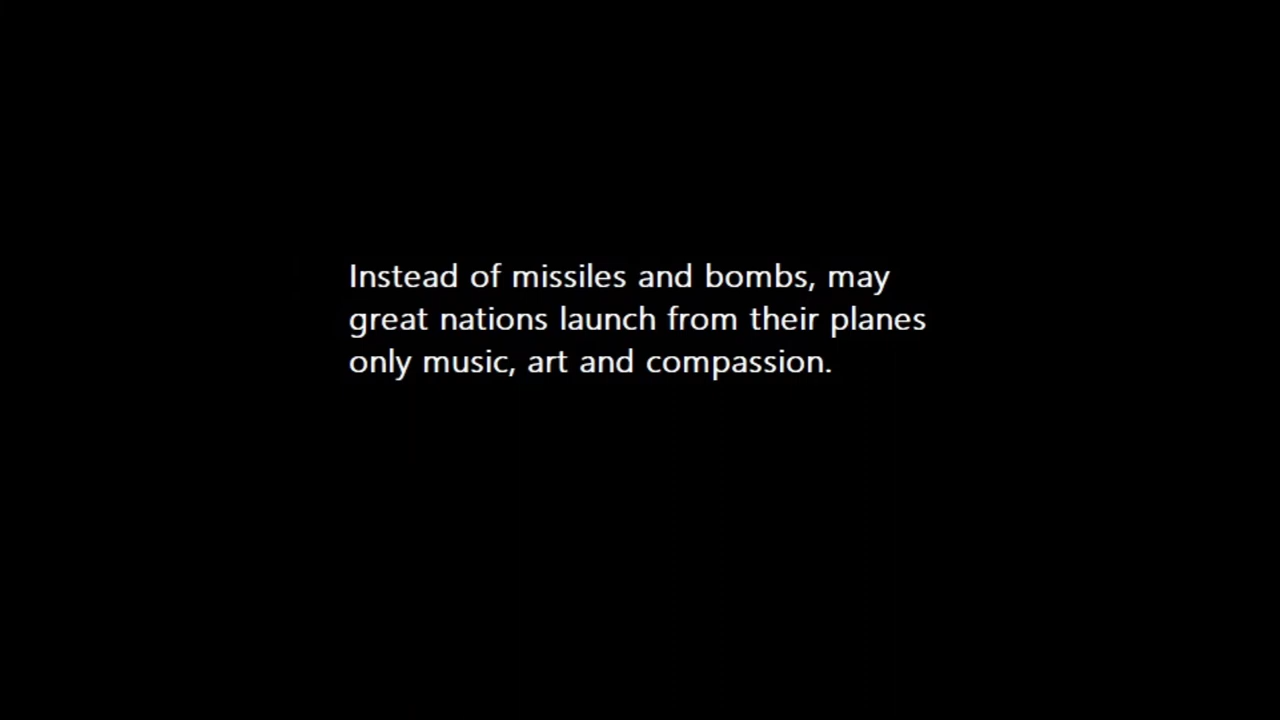 Instead of missiles and bombs, may
great nations launch from their planes
only music, art and compassion.